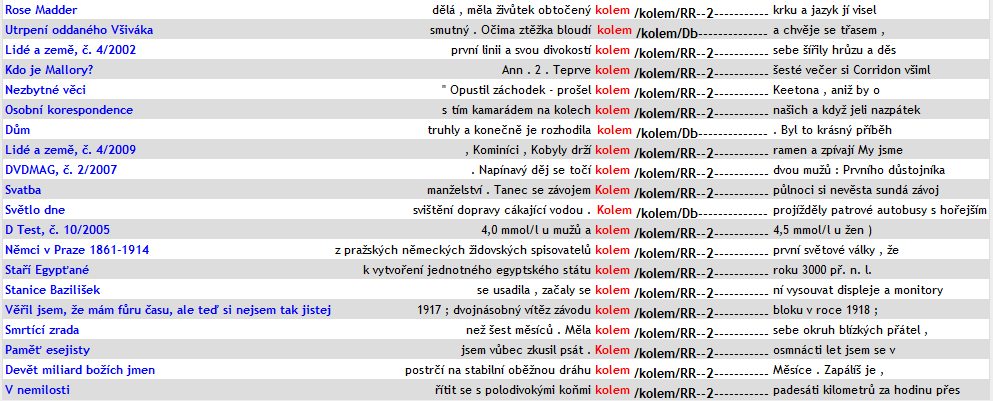 Rose Madder dělá , měla živůtek obtočený kolem /kolem/RR--2----------- krku a jazyk jí visel
Utrpení oddaného Všiváka smutný . Očima ztěžka bloudí kolem /kolem/Db-------------- a chvěje se třasem ,
Lidé a země, č. 4/2002 první linii a svou divokostí kolem /kolem/RR--2----------- sebe šířily hrůzu a děs
Kdo je Mallory? Ann . 2 . Teprve kolem /kolem/RR--2----------- šesté večer si Corridon všiml
Nezbytné věci " Opustil záchodek - prošel kolem /kolem/RR--2----------- Keetona , aniž by o
Osobní korespondence s tím kamarádem na kolech kolem /kolem/RR--2----------- našich a když jeli nazpátek
Dům truhly a konečně je rozhodila kolem /kolem/Db-------------- . Byl to krásný příběh
Lidé a země, č. 4/2009 , Kominíci , Kobyly drží kolem /kolem/RR--2----------- ramen a zpívají My jsme
DVDMAG, č. 2/2007 . Napínavý děj se točí kolem /kolem/RR--2----------- dvou mužů : Prvního důstojníka
Svatba manželství . Tanec se závojem Kolem /kolem/RR--2----------- půlnoci si nevěsta sundá závoj
Světlo dne svištění dopravy cákající vodou . Kolem /kolem/Db-------------- projížděly patrové autobusy s hořejším
D Test, č. 10/2005 4,0 mmol/l u mužů a kolem /kolem/RR--2----------- 4,5 mmol/l u žen )
Němci v Praze 1861-1914 z pražských německých židovských spisovatelů kolem /kolem/RR--2----------- první světové války , že
Staří Egypťané k vytvoření jednotného egyptského státu kolem /kolem/RR--2----------- roku 3000 př. n. l.
Stanice Bazilišek se usadila , začaly se kolem /kolem/RR--2----------- ní vysouvat displeje a monitory
Věřil jsem, že mám fůru času, ale teď si nejsem tak jistej 1917 ; dvojnásobný vítěz závodu kolem /kolem/RR--2----------- bloku v roce 1918 ;
Smrtící zrada než šest měsíců . Měla kolem /kolem/RR--2----------- sebe okruh blízkých přátel ,
Paměť esejisty jsem vůbec zkusil psát . Kolem /kolem/RR--2----------- osmnácti let jsem se v
Devět miliard božích jmen postrčí na stabilní oběžnou dráhu kolem /kolem/RR--2----------- Měsíce . Zapálíš je ,
V nemilosti řítit se s polodivokými koňmi kolem /kolem/RR--2----------- padesáti kilometrů za hodinu přes